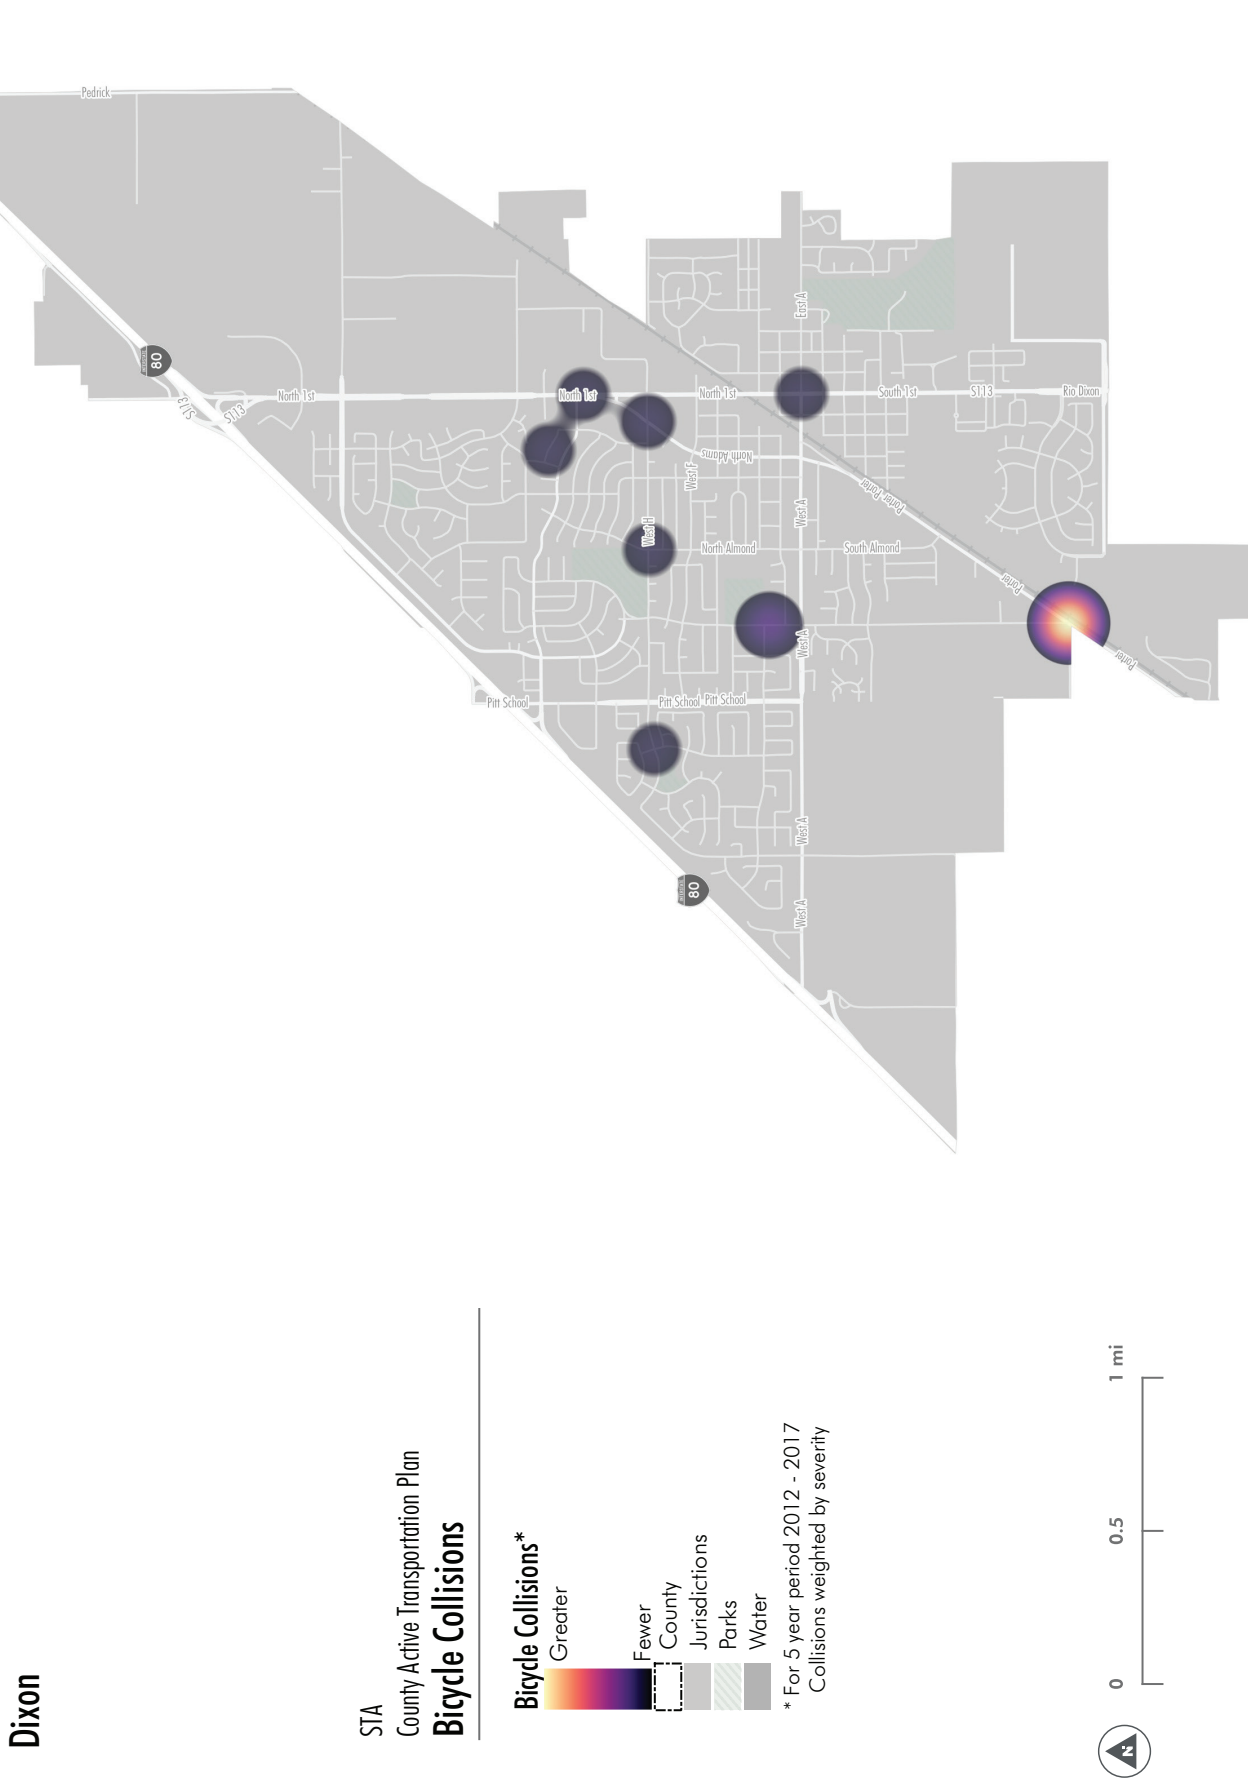 Dixon
STA
County Active Transportation Plan
Bicycle Collisions
Bicycle Collisions*
Greater
Fewer
County
Jurisdictions
Parks
Water
* For 5 year period 2012 - 2017
Collisions weighted by severity
N
0
0.5
1 mi
Pedrick
80
S113
S113
North 1st
North 1st
North 1st
South 1st
S113
Rio Dixon
East A
North Adams
West F
West H
North Almond
South Almond
West A
Porter Porter
Porter
Porter
West A
Pitt School
Pitt School
Pitt School
West A
West A
80